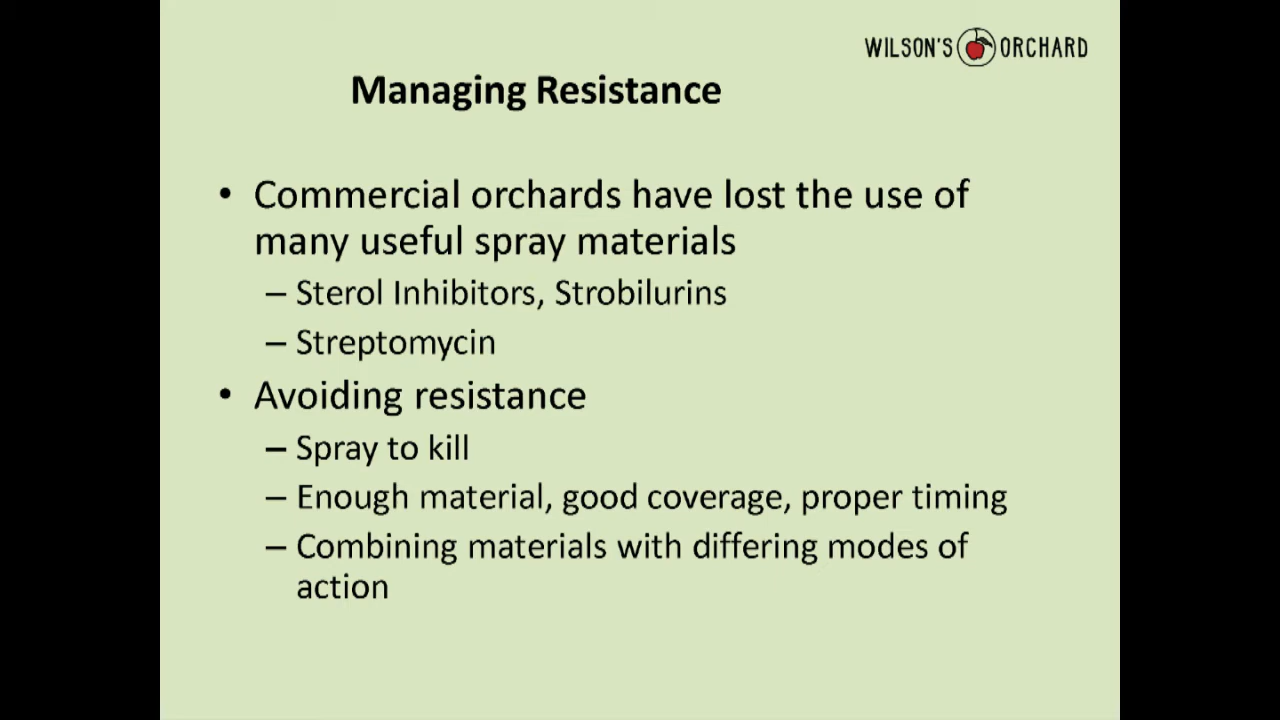 WILSON'S ORCHARD
Managing Resistance
• Commercial orchards have lost the use of
many useful spray materials
– Sterol Inhibitors, Strobilurins
– Streptomycin
• Avoiding resistance
– Spray to kill
– Enough material, good coverage, proper timing
– Combining materials with differing modes of
action